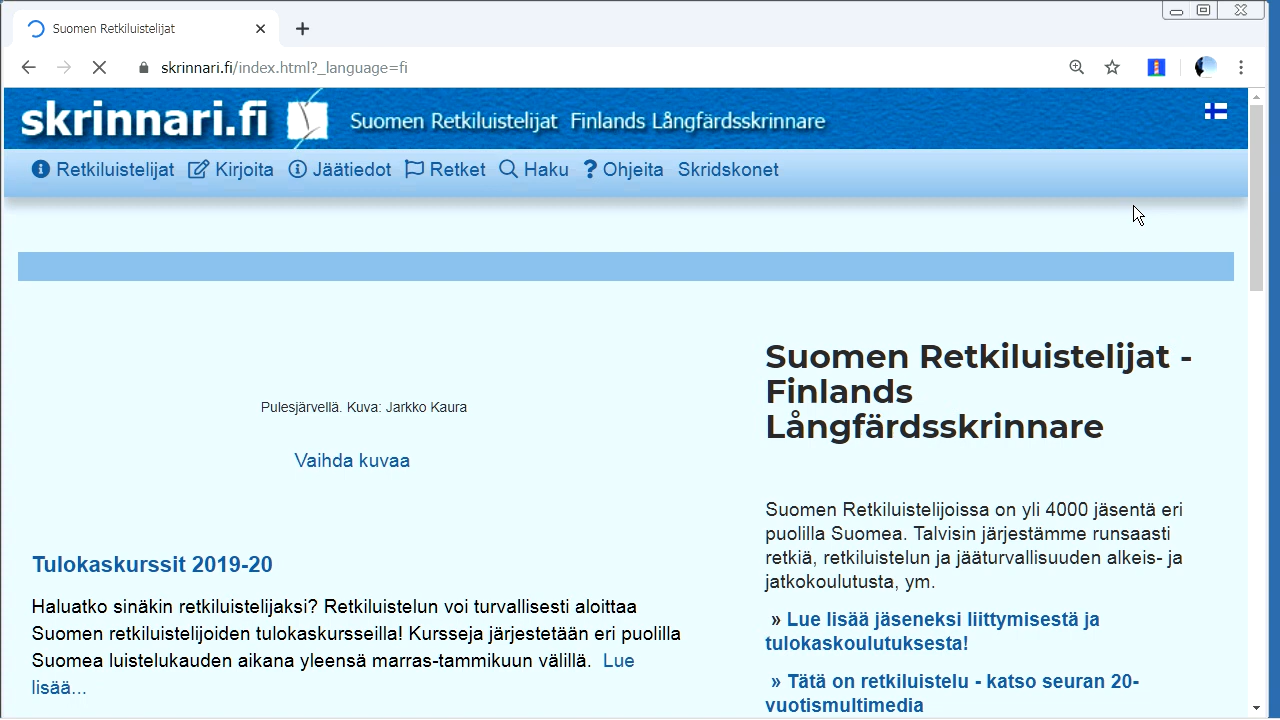 Suomen Retkiluistelijat
skrinnari.fi/index.html?_language=fi
skrinnari.fi Suomen Retkiluistelijat Finlands Långfärdsskrinnare
Retkiluistelijat Kirjoita Jäätiedot Retket Haku Ohjeita Skridskonet
Pulesjärvellä. Kuva: Jarkko Kaura
Vaihda kuvaa
Tulokaskurssit 2019-20
Haluatko sinäkin retkiluistelijaksi? Retkiluistelun voi turvallisesti aloittaa
Suomen retkiluistelijoiden tulokaskursseilla! Kursseja järjestetään eri puolilla
Suomea luistelukauden aikana yleensä marras-tammikuun välillä. Lue
lisää...
Suomen Retkiluistelijat -
Finlands
Långfärdsskrinnare
Suomen Retkiluistelijoissa on yli 4000 jäsentä eri
puolilla Suomea. Talvisin järjestämme runsaasti
retkiä, retkiluistelun ja jääturvallisuuden alkeis- ja
jatkokoulutusta, ym.
» Lue lisää jäseneksi liittymisestä ja
tulokaskoulutuksesta!
» Tätä on retkiluistelu - katso seuran 20-
vuotismultimedia